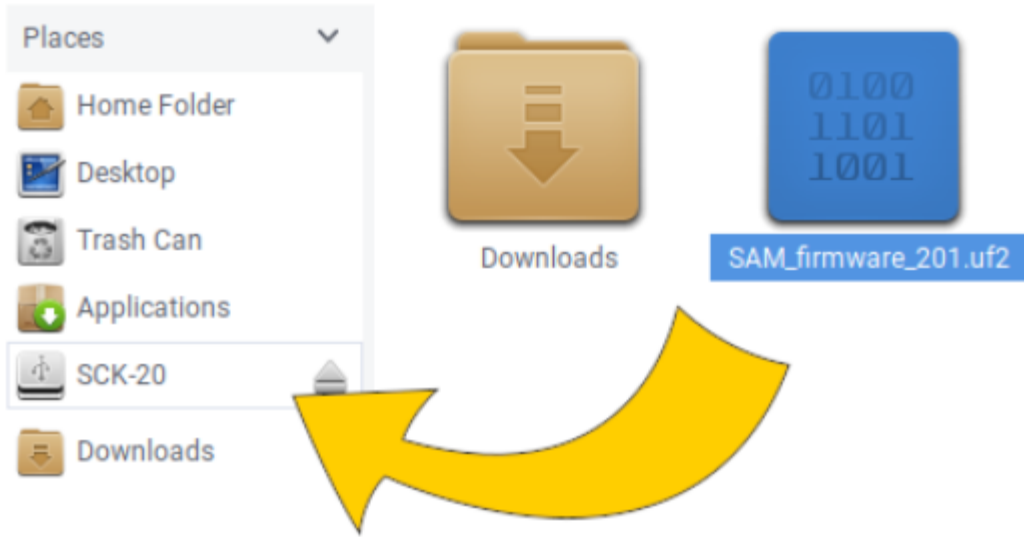 Places
Home Folder
Desktop
Trash Can
Applications
SCK-20
Downloads
Downloads
0100
1101
1001
SAM_firmware_201.uf2